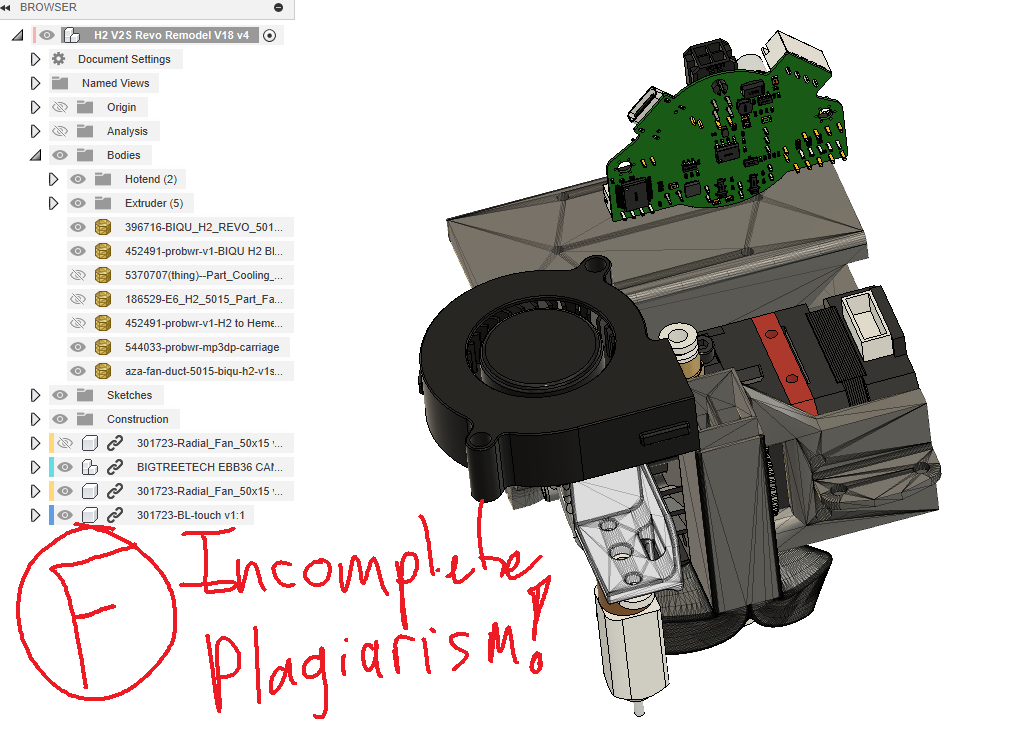 BROWSER
H2 V2S Revo Remodel V18 v4
Document Settings
Named Views
Origin
Analysis
Bodies
Hotend (2)
Extruder (5)
396716-BIQU_H2_REVO_501...
452491-probwr-v1-BIQU H2 Bl...
5370707(thing)--Part_Cooling_...
186529-E6_H2_5015_Part_Fa...
452491-probwr-v1-H2 to Heme...
544033-probwr-mp3dp-carriage
aza-fan-duct-5015-biqu-h2-v1s...
Sketches
Construction
301723-Radial_Fan_50x15 v...
BIGTREETECH EBB36 CAN...
301723-Radial_Fan_50x15 v...
301723-BL-touch v1:1
F
Incomplete
Plagiarism!